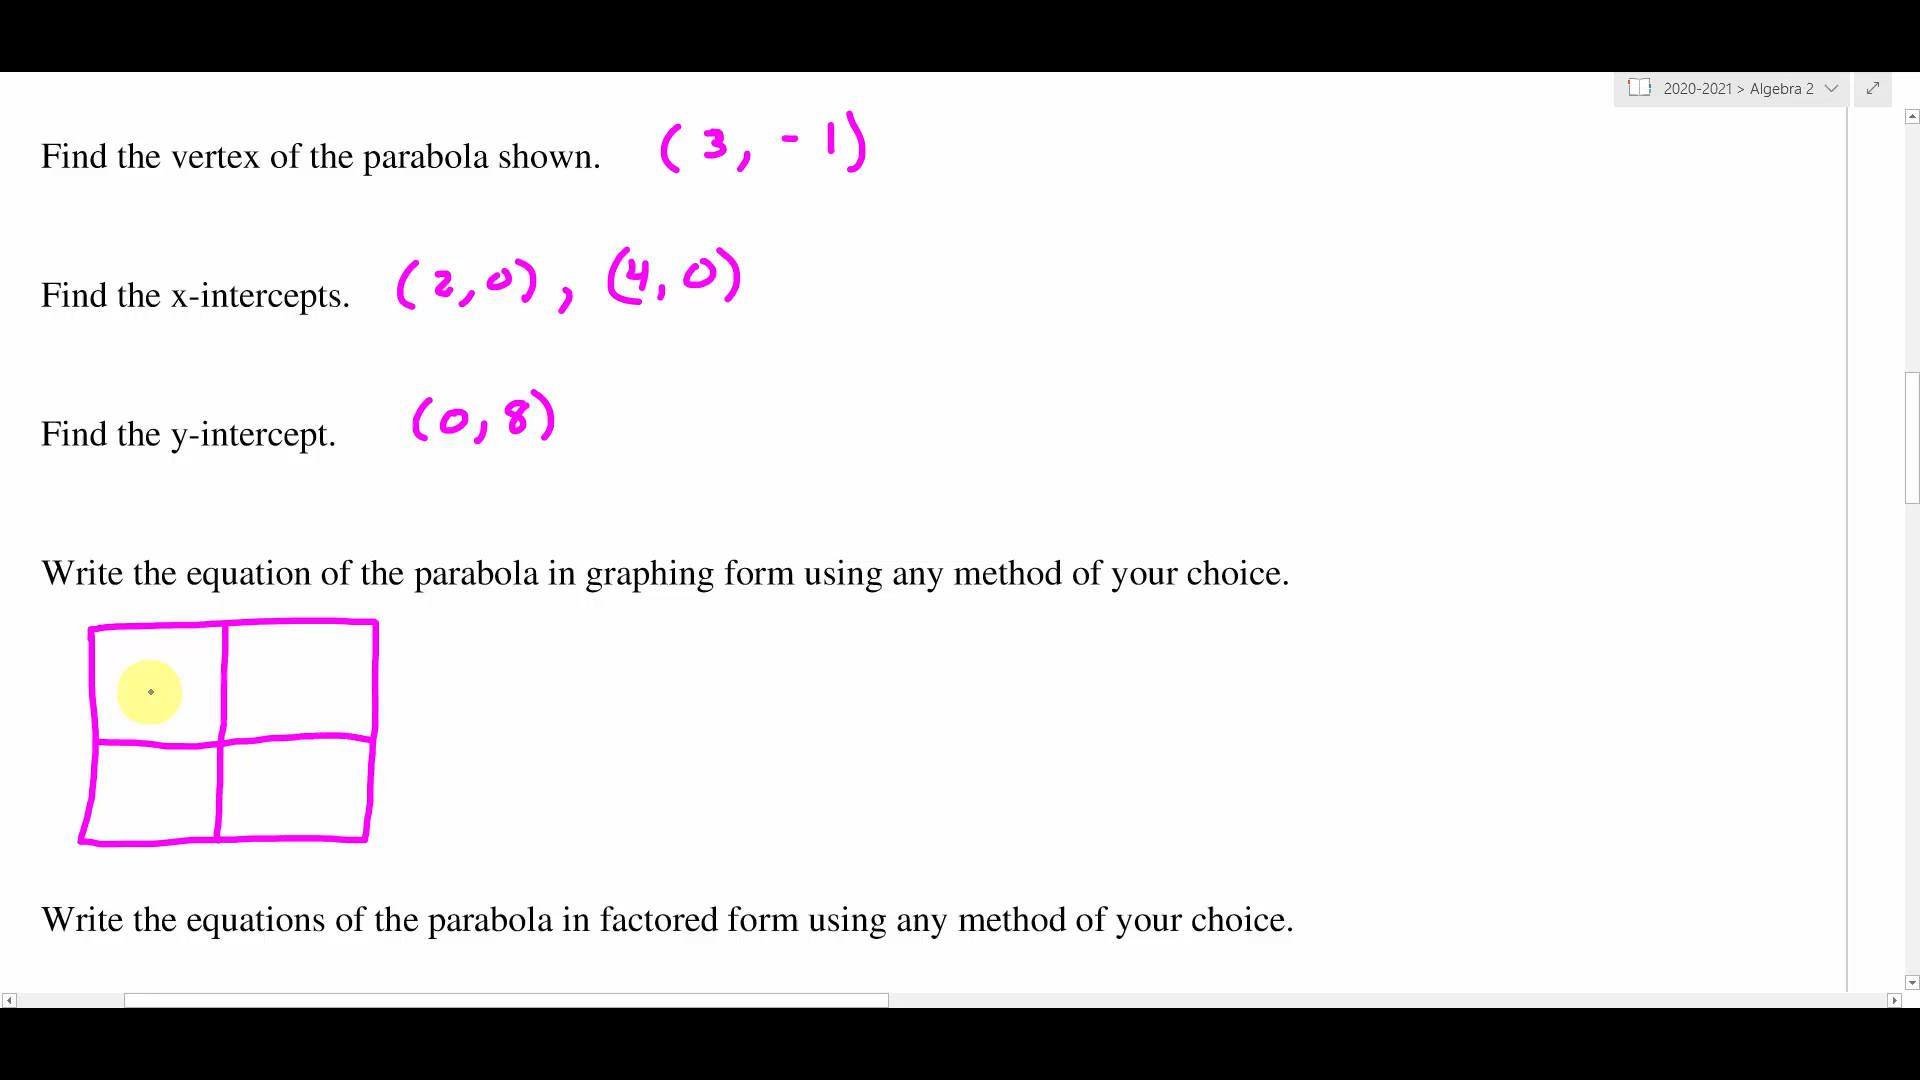 2020-2021 > Algebra 2
Find the vertex of the parabola shown. (3, -1)
Find the x-intercepts. (2,0), (4,0)
Find the y-intercept. (0,8)
Write the equation of the parabola in graphing form using any method of your choice.
Write the equations of the parabola in factored form using any method of your choice.